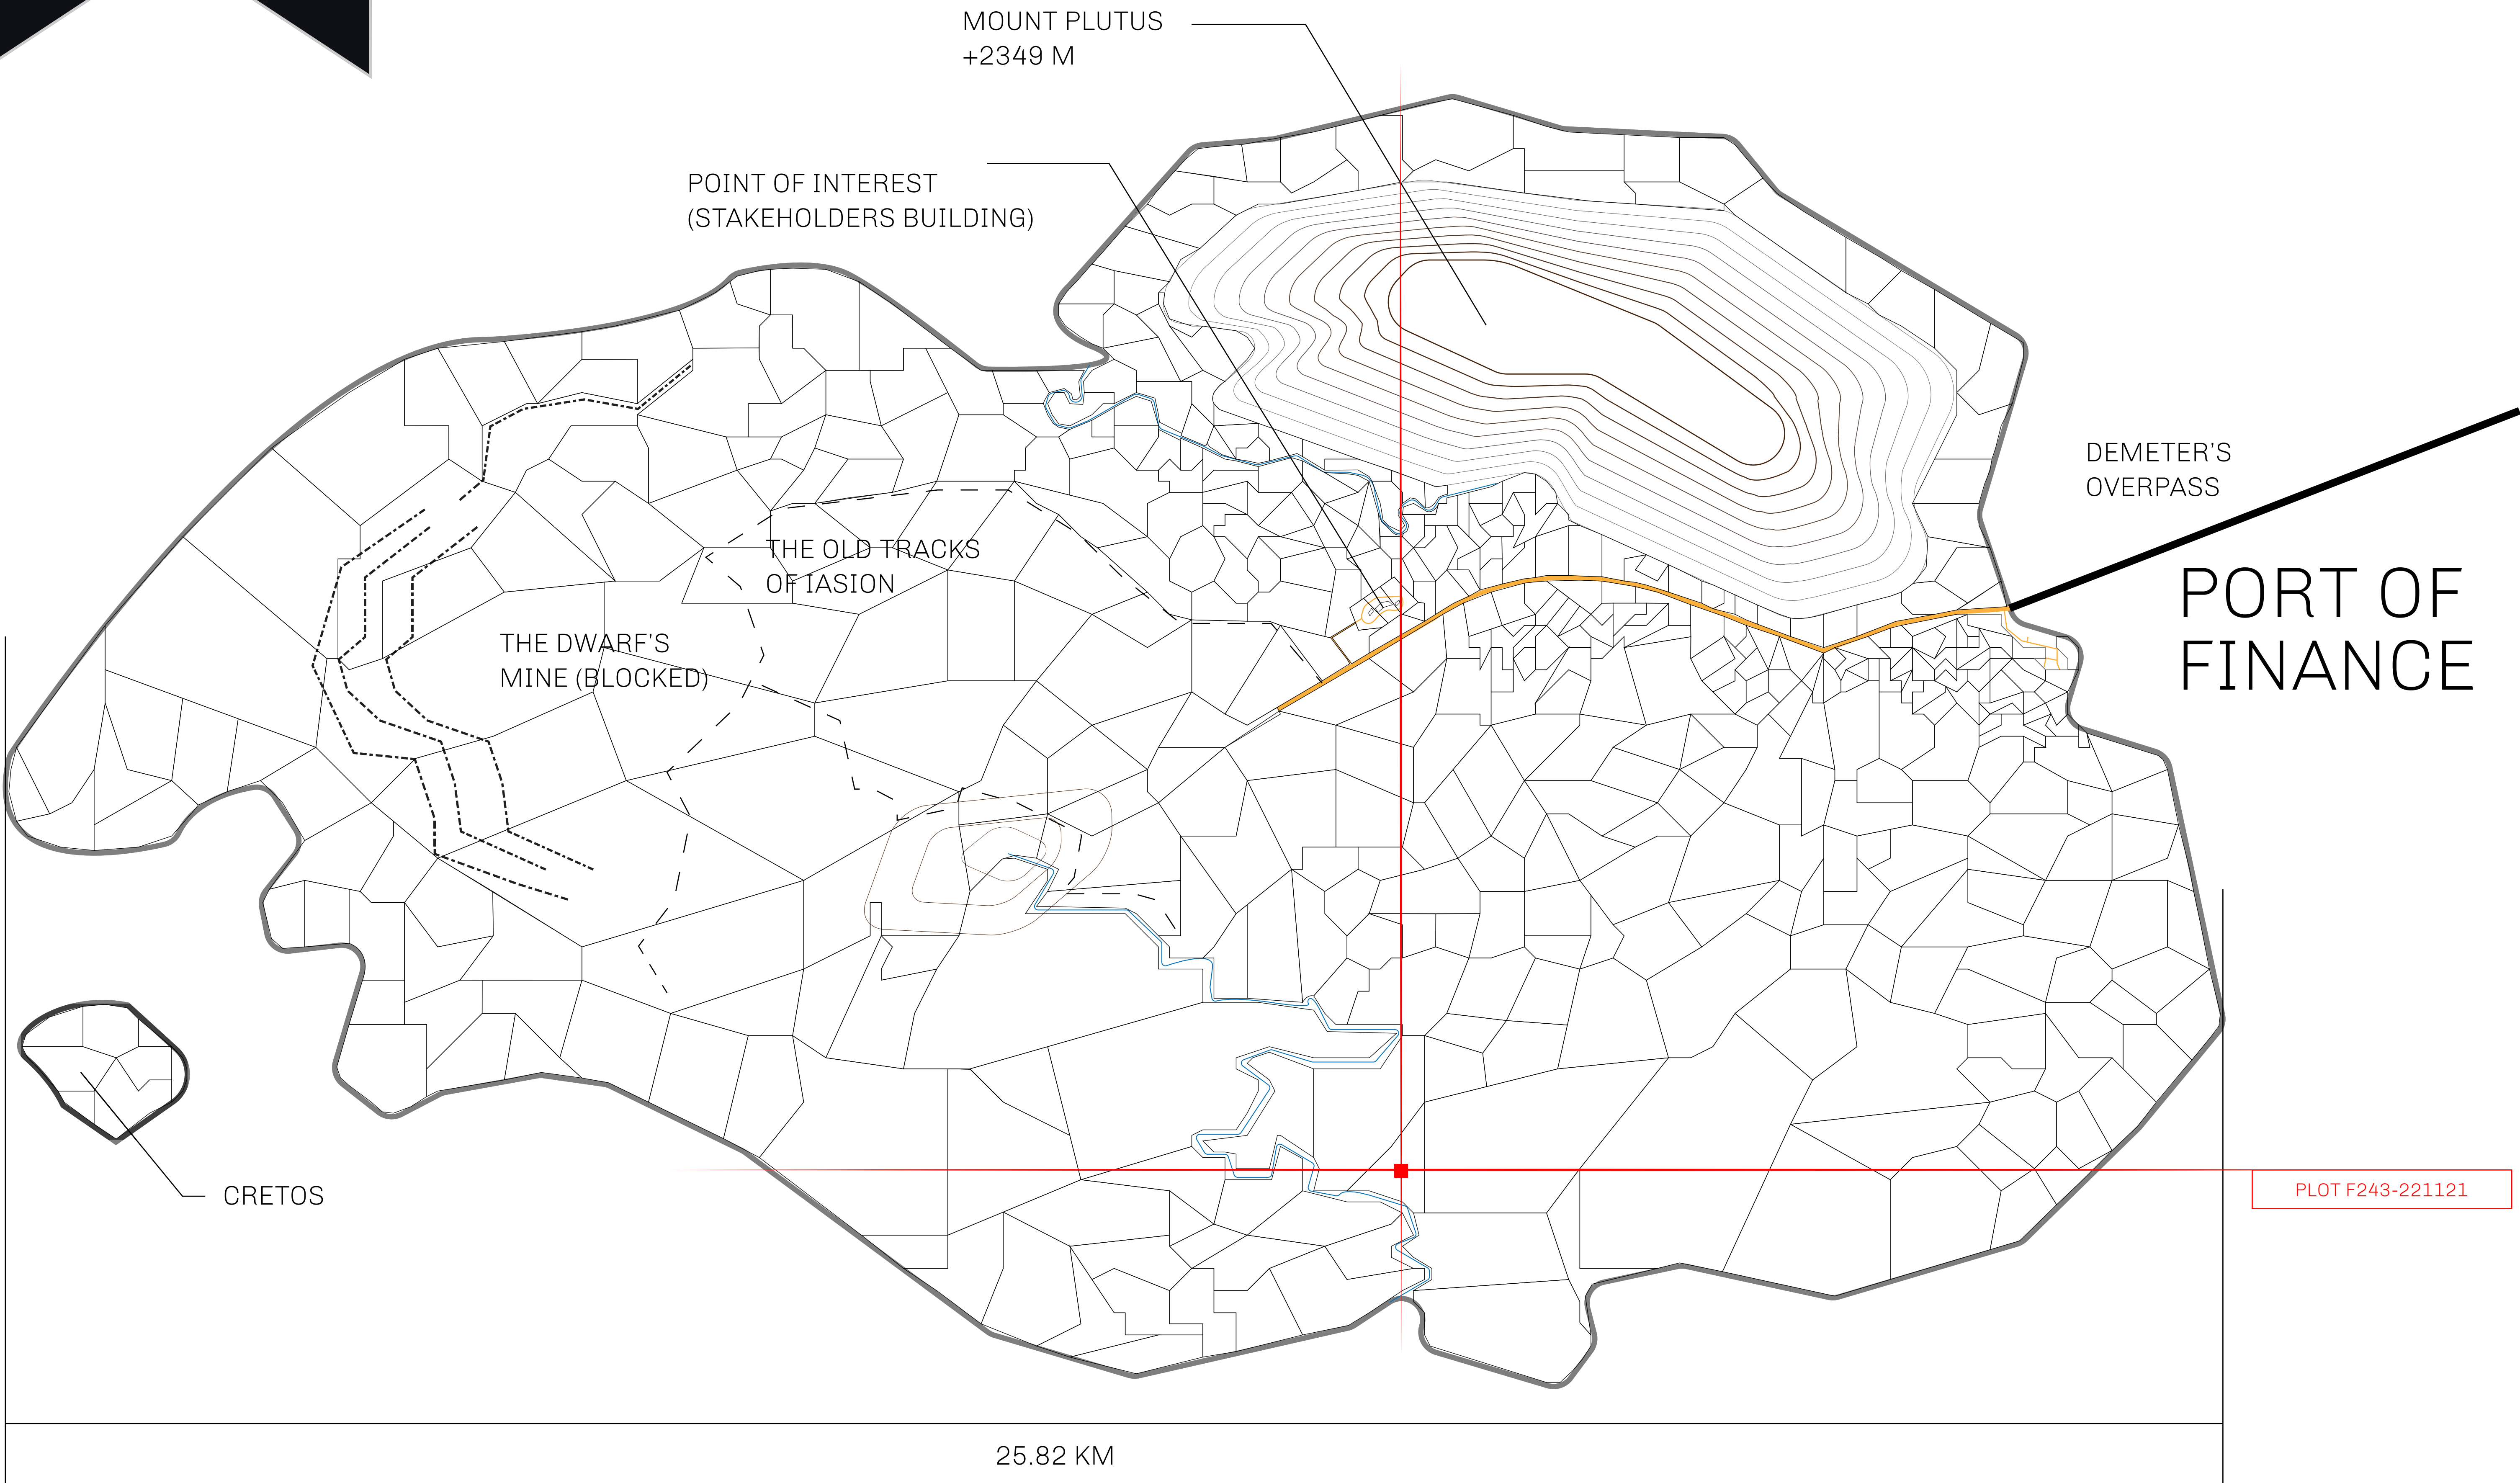 MOUNT PLUTUS
+2349 M
POINT OF INTEREST
(STAKEHOLDERS BUILDING)
DEMETER'S
OVERPASS
PORT OF
FINANCE
THE OLD TRACKS
OF IASION
THE DWARF'S
MINE (BLOCKED)
CRETOS
PLOT F243-221121
25.82 KM